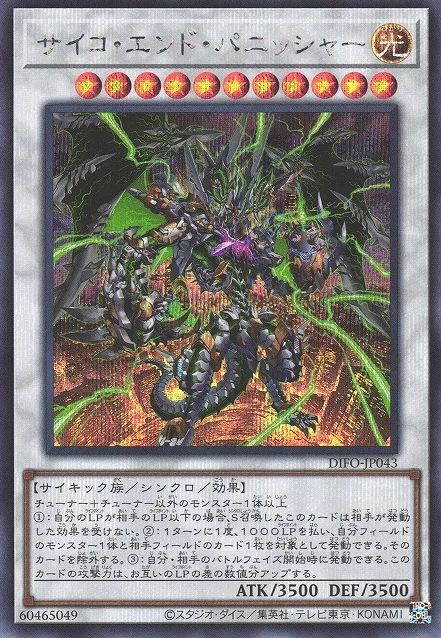 サイコ・エンド・パニッシャー
光
DIFO-JP043
【サイキック族／シンクロ／効果】
チューナー＋チューナー以外のモンスター1体以上
①：自分のLPが相手のLP以下の場合、S召喚したこのカードは相手が発動
した効果を受けない。②：1ターンに1度、1000LPを払い、自分フィールド
のモンスター1体と相手フィールドのカード1枚を対象として発動できる。その
カードを除外する。③：自分・相手のバトルフェイズ開始時に発動できる。この
カードの攻撃力は、お互いのLPの差の数値分アップする。
ATK/3500 DEF/3500
60465049 ©スタジオ・ダイス／集英社・テレビ東京・KONAMI